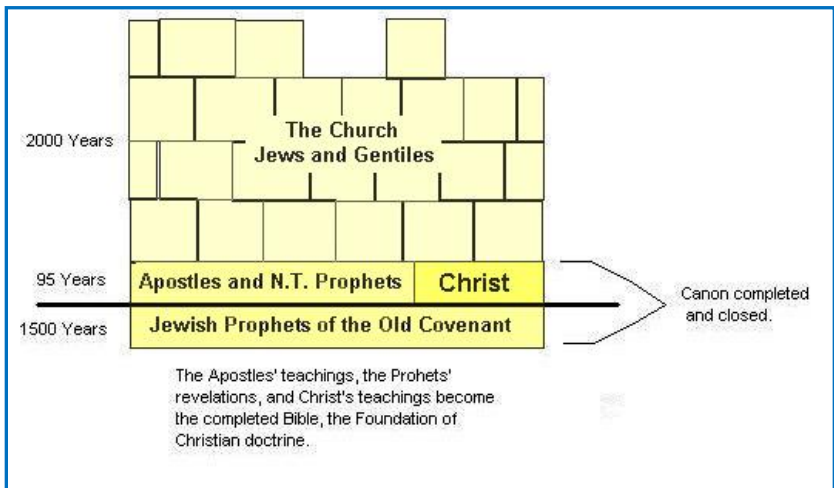 2000 Years
The Church
Jews and Gentiles
95 Years
Apostles and N.T. Prophets
Christ
1500 Years
Jewish Prophets of the Old Covenant
Canon completed
and closed.
The Apostles' teachings, the Prohets'
revelations, and Christ's teachings become
the completed Bible, the Foundation of
Christian doctrine.